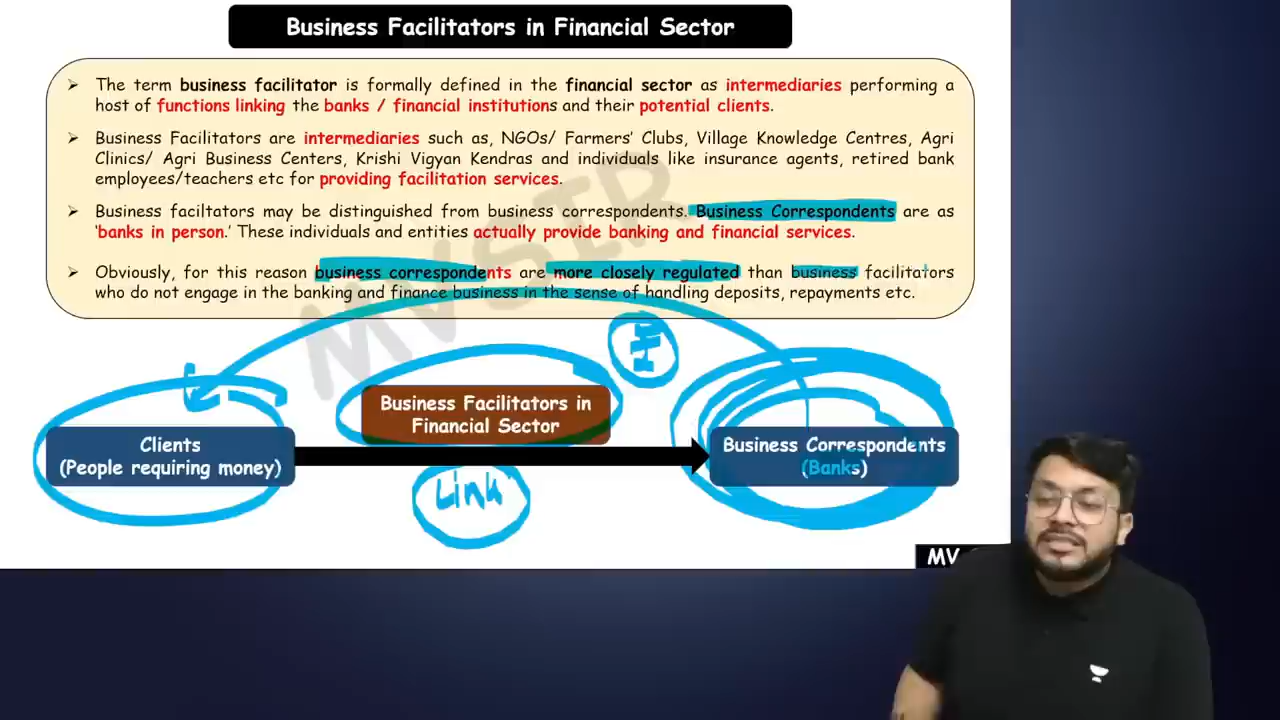 Business Facilitators in Financial Sector
➢ The term business facilitator is formally defined in the financial sector as intermediaries performing a
host of functions linking the banks / financial institutions and their potential clients.
➢ Business Facilitators are intermediaries such as, NGOs/ Farmers' Clubs, Village Knowledge Centres, Agri
Clinics/ Agri Business Centers, Krishi Vigyan Kendras and individuals like insurance agents, retired bank
employees/teachers etc for providing facilitation services.
➢ Business faciltators may be distinguished from business correspondents. Business Correspondents are as
'banks in person.' These individuals and entities actually provide banking and financial services.
➢ Obviously, for this reason business correspondents are more closely regulated than business facilitators
who do not engage in the banking and finance business in the sense of handling deposits, repayments etc.
MVSIR
₹
Business Facilitators in
Financial Sector
Clients
(People requiring money)
Business Correspondents
(Banks)
Link
MV